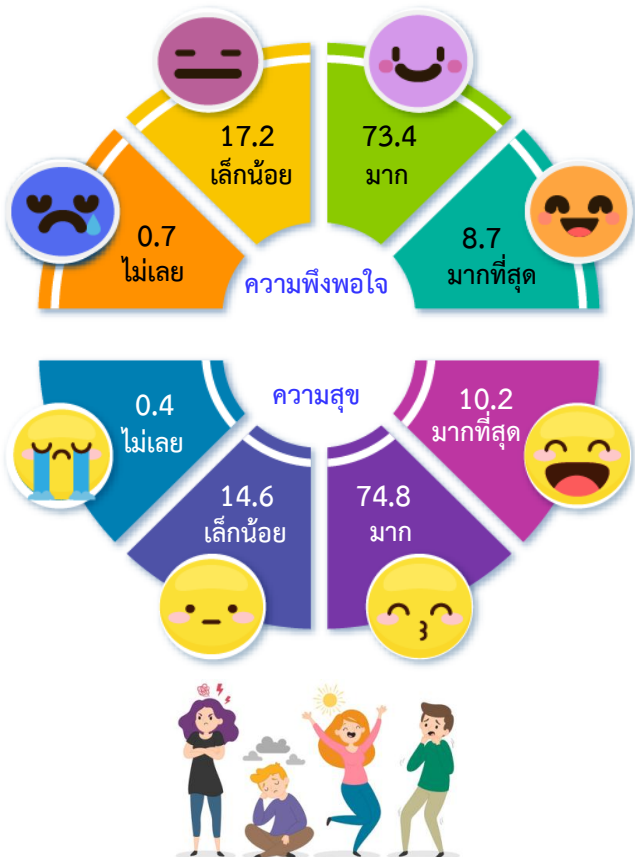 17.2
เล็กน้อย
73.4
มาก
0.7
ไม่เลย
8.7
มากที่สุด
ความพึงพอใจ
ความสุข
0.4
ไม่เลย
10.2
มากที่สุด
14.6
เล็กน้อย
74.8
มาก